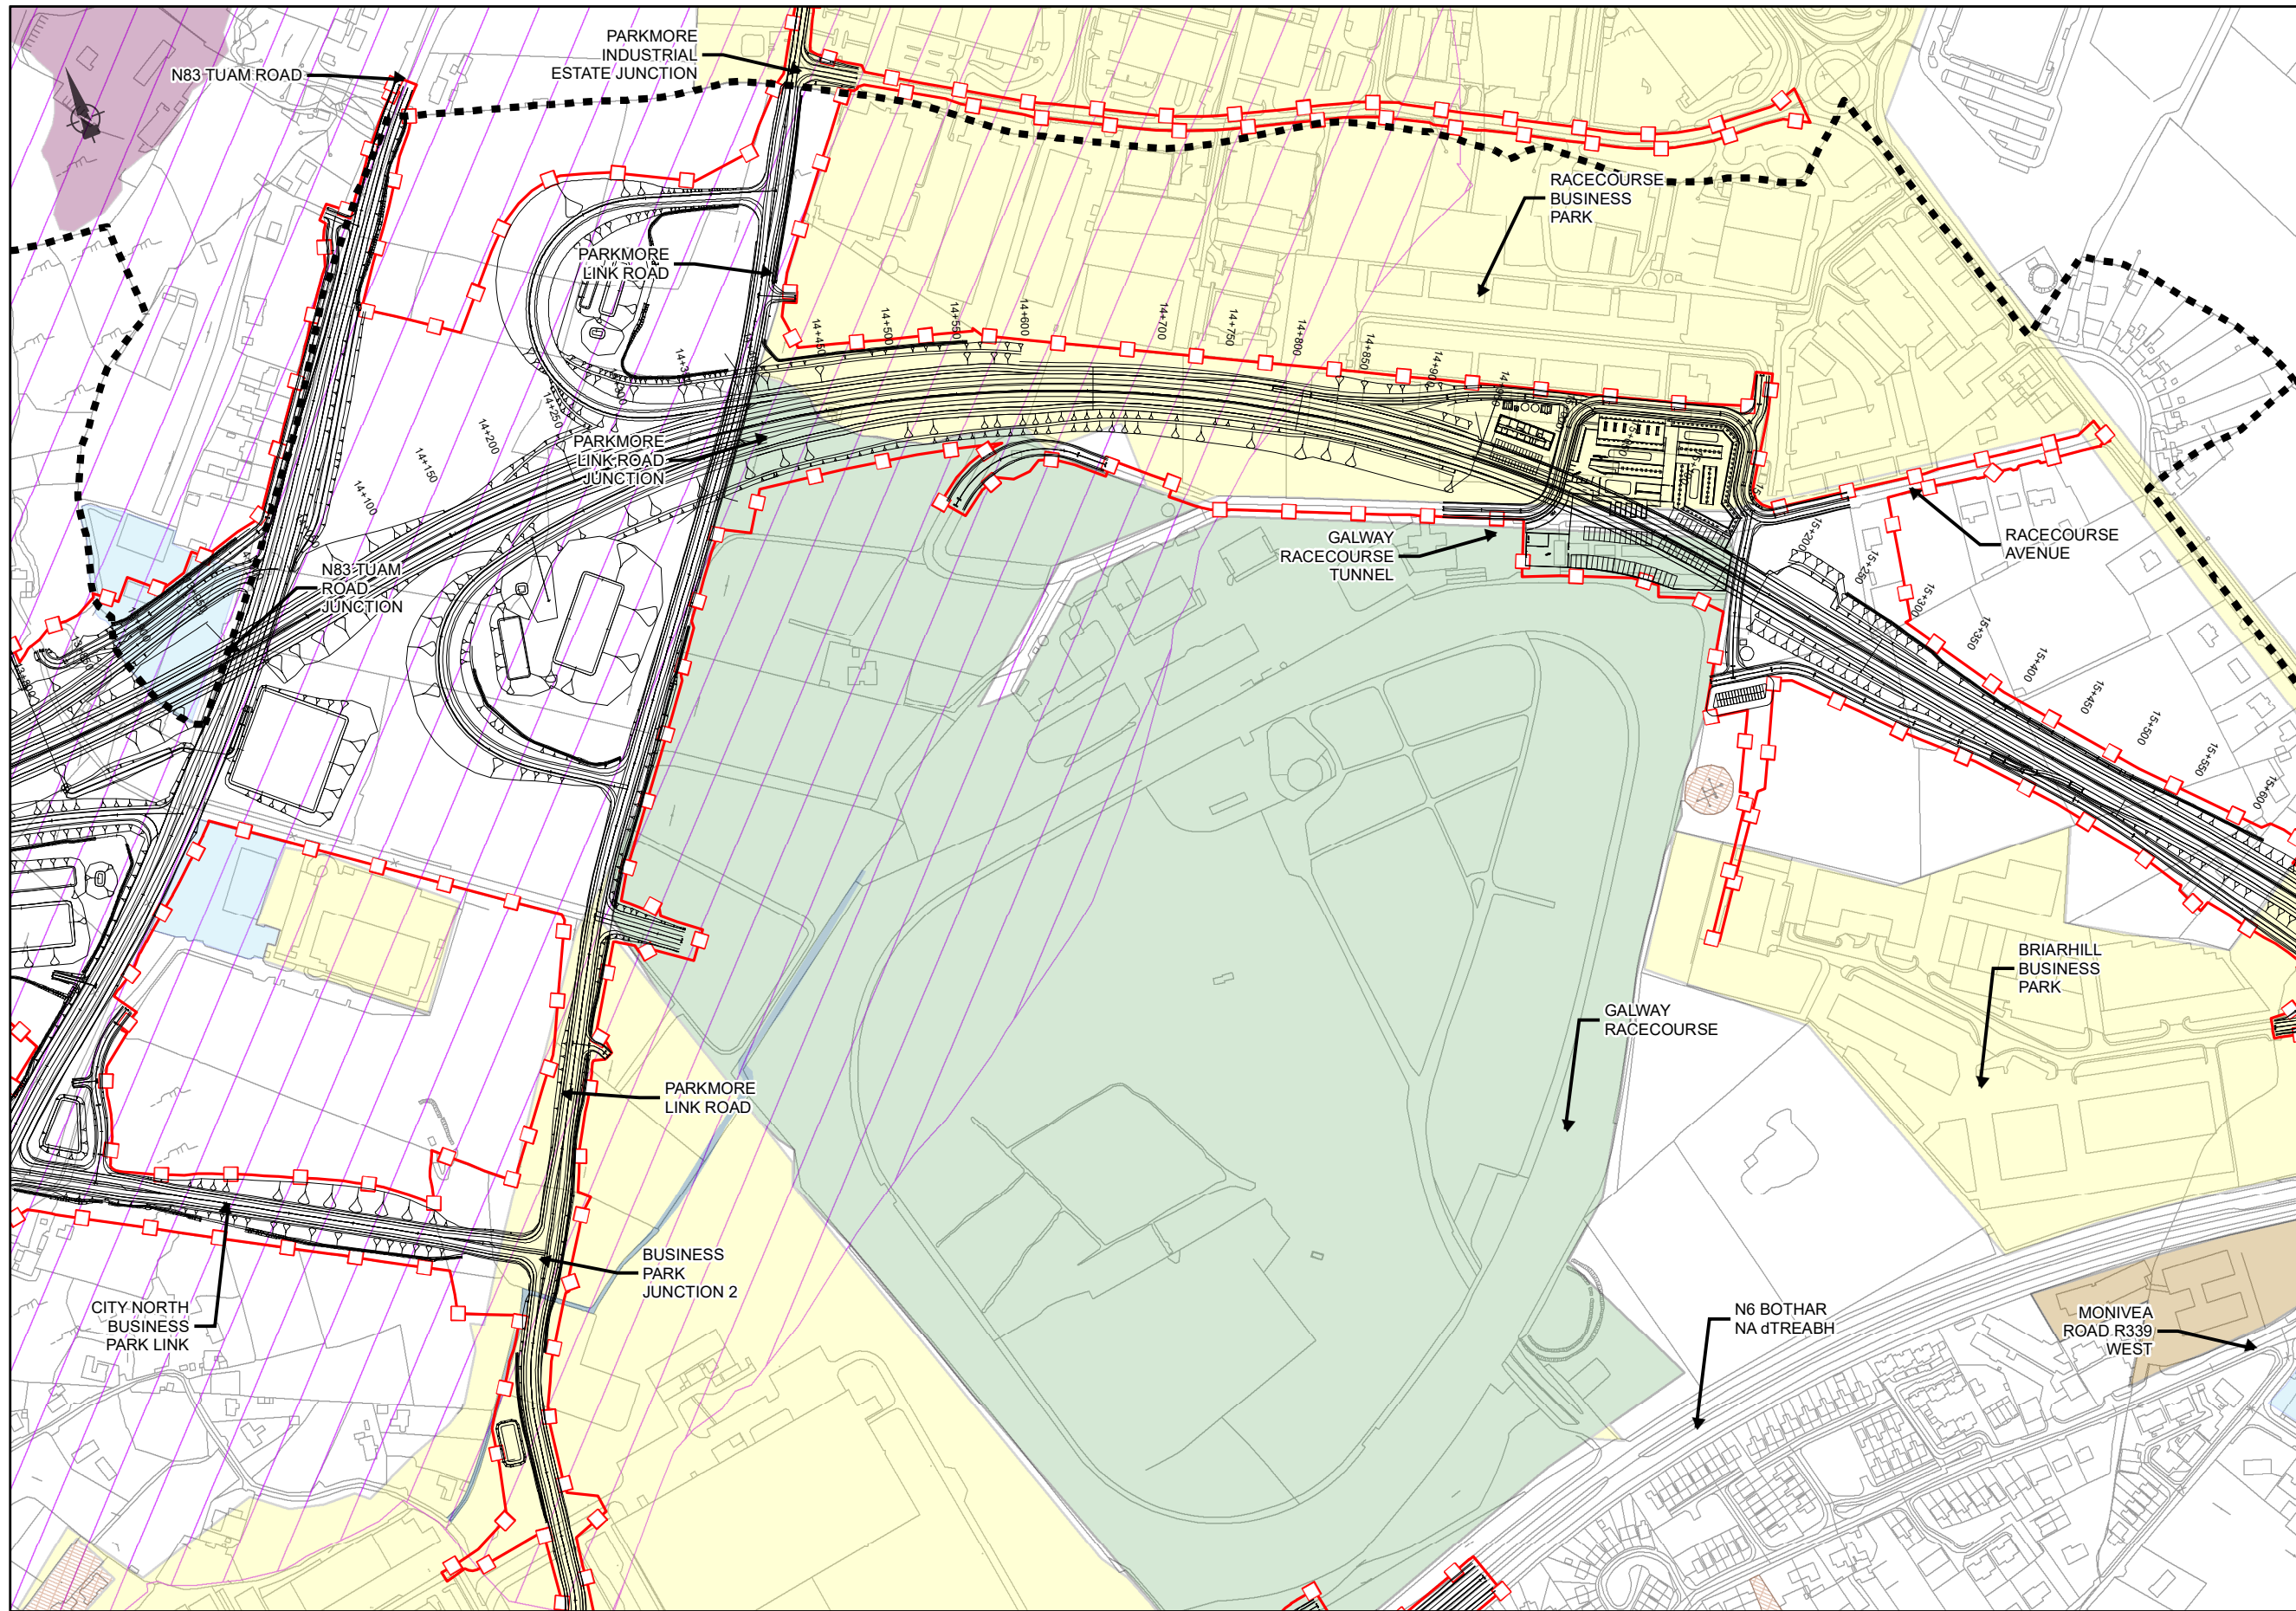 PARKMORE
INDUSTRIAL
ESTATE JUNCTION
N83 TUAM ROAD
RACECOURSE
BUSINESS
PARK
PARKMORE
LINK ROAD
14+450
14+500
14+550
14+600
14+700
14+750
14+800
14+850
14+900
14+250
14+200
14+150
14+100
PARKMORE
LINK ROAD
JUNCTION
GALWAY
RACECOURSE
TUNNEL
RACECOURSE
AVENUE
N83 TUAM
ROAD
JUNCTION
15+200
15+250
15+300
15+350
15+400
15+450
15+500
15+550
15+600
BRIARHILL
BUSINESS
PARK
GALWAY
RACECOURSE
PARKMORE
LINK ROAD
BUSINESS
PARK
JUNCTION 2
CITY NORTH
BUSINESS
PARK LINK
N6 BOTHAR
NA dTREABH
MONIVEA
ROAD R339
WEST